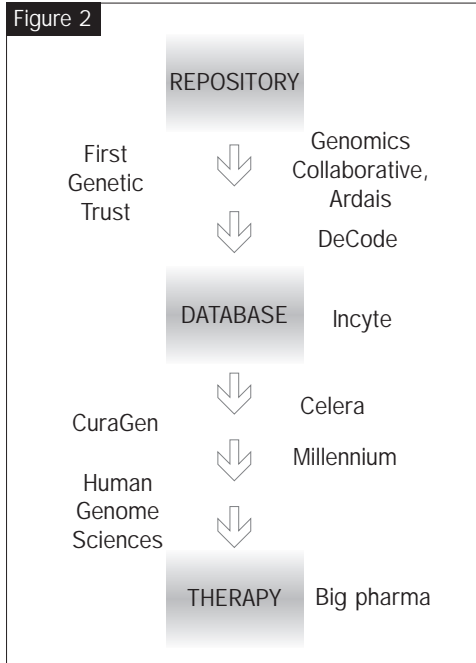 Figure 2
REPOSITORY
First
Genetic
Trust
Genomics
Collaborative,
Ardais
DeCode
DATABASE
Incyte
Celera
CuraGen
Millennium
Human
Genome
Sciences
THERAPY
Big pharma